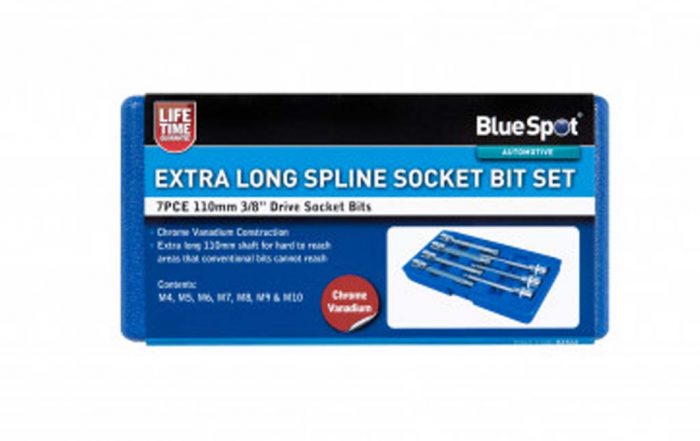 LIFE
TIME
GUARANTEE
Blue Spot
AUTOMOTIVE
EXTRA LONG SPLINE SOCKET BIT SET
7PCE 110mm 3/8" Drive Socket Bits
· Chrome Vanadium Construction
· Extra long 110mm shaft for hard to reach
areas that conventional bits cannot reach
Contents:
M4, M5, M6, M7, M8, M9 & M10
Chrome
Vanadium